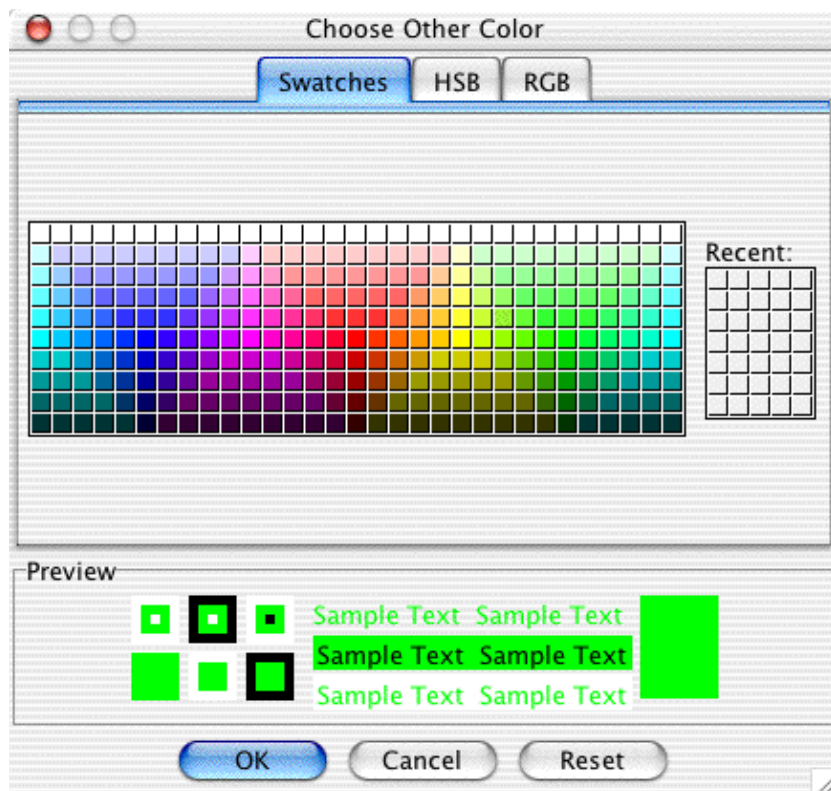 Choose Other Color
Swatches HSB RGB
Recent:
Preview
Sample Text Sample Text
Sample Text Sample Text
Sample Text Sample Text
OK Cancel Reset